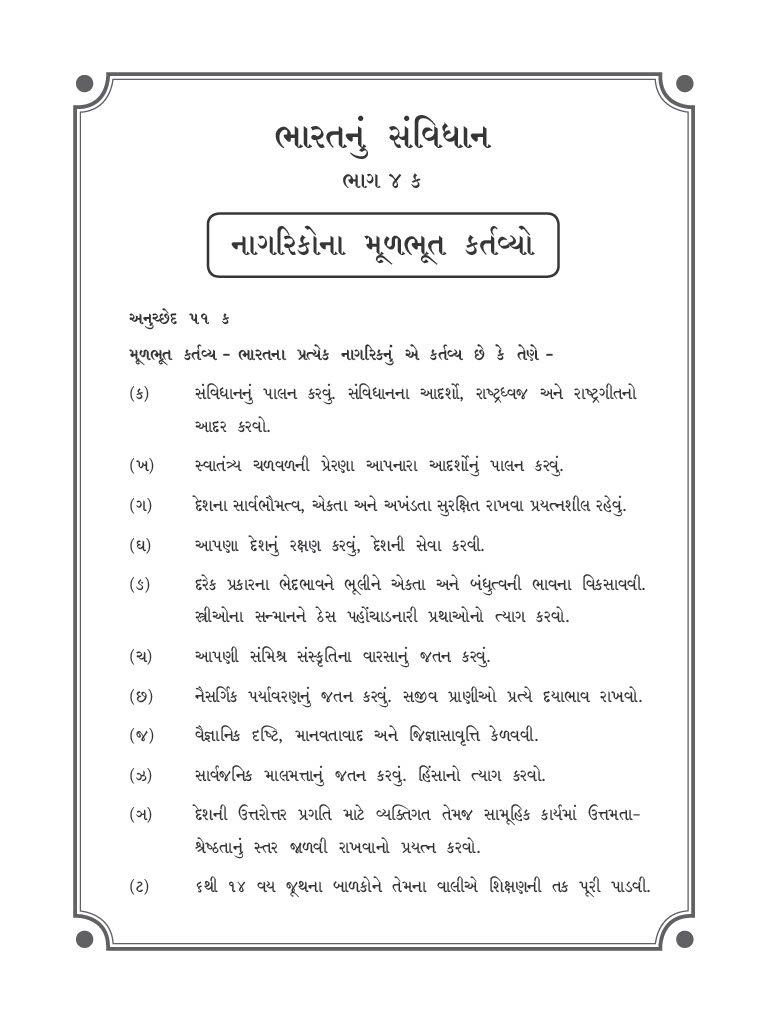 ભારતનું સંવિધાન
ભાગ ૪ ક
નાગરિકોના મૂળભૂત કર્તવ્યો
અનુચ્છેદ ૫૧ ક
મૂળભૂત કર્તવ્ય – ભારતના પ્રત્યેક નાગરિકનું એ કર્તવ્ય છે કે તેણે –
(ક) સંવિધાનનું પાલન કરવું. સંવિધાનના આદર્શો, રાષ્ટ્રધ્વજ અને રાષ્ટ્રગીતનો
આદર કરવો.
(ખ) સ્વાતંત્ર્ય ચળવળની પ્રેરણા આપનારા આદર્શોનું પાલન કરવું.
(ગ) દેશના સાર્વભૌમત્વ, એકતા અને અખંડતા સુરક્ષિત રાખવા પ્રયત્નશીલ રહેવું.
(ઘ) આપણા દેશનું રક્ષણ કરવું, દેશની સેવા કરવી.
(ઙ) દરેક પ્રકારના ભેદભાવને ભૂલીને એકતા અને બંધુત્વની ભાવના વિકસાવવી.
સ્ત્રીઓના સન્માનને ઠેસ પહોંચાડનારી પ્રથાઓનો ત્યાગ કરવો.
(ચ) આપણી સંમિશ્ર સંસ્કૃતિના વારસાનું જતન કરવું.
(છ) નૈસર્ગિક પર્યાવરણનું જતન કરવું. સજીવ પ્રાણીઓ પ્રત્યે દયાભાવ રાખવો.
(જ) વૈજ્ઞાનિક દષ્ટિ, માનવતાવાદ અને જિજ્ઞાસાવૃત્તિ કેળવવી.
(ઝ) સાર્વજનિક માલમત્તાનું જતન કરવું. હિંસાનો ત્યાગ કરવો.
(ઞ) દેશની ઉત્તરોત્તર પ્રગતિ માટે વ્યક્તિગત તેમજ સામૂહિક કાર્યમાં ઉત્તમતા–
શ્રેષ્ઠતાનું સ્તર જાળવી રાખવાનો પ્રયત્ન કરવો.
(ટ) ૬થી ૧૪ વય જૂથના બાળકોને તેમના વાલીએ શિક્ષણની તક પૂરી પાડવી.